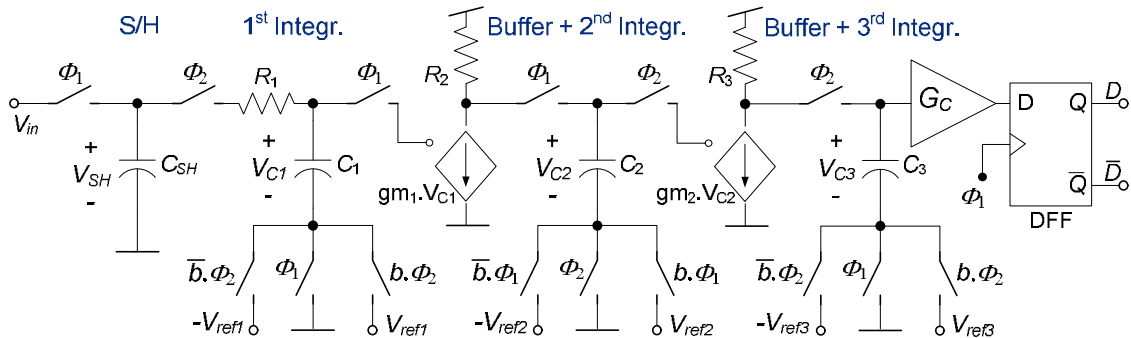 S/H 1st Integr. Buffer + 2nd Integr. Buffer + 3rd Integr.
Φ1 Φ2 R1 Φ1 R2 Φ1 Φ2 R3 Φ2
Vin
GC D Q D
+ VSH - CSH
+ VC1 - C1
gm1.VC1
+ VC2 - C2
gm2.VC2
+ VC3 - C3
Φ1 Q̅ D̅
DFF
b̅.Φ2 Φ1 b.Φ2 b̅.Φ1 Φ2 b.Φ1 b̅.Φ2 Φ1 b.Φ2
-Vref1 Vref1 -Vref2 Vref2 -Vref3 Vref3